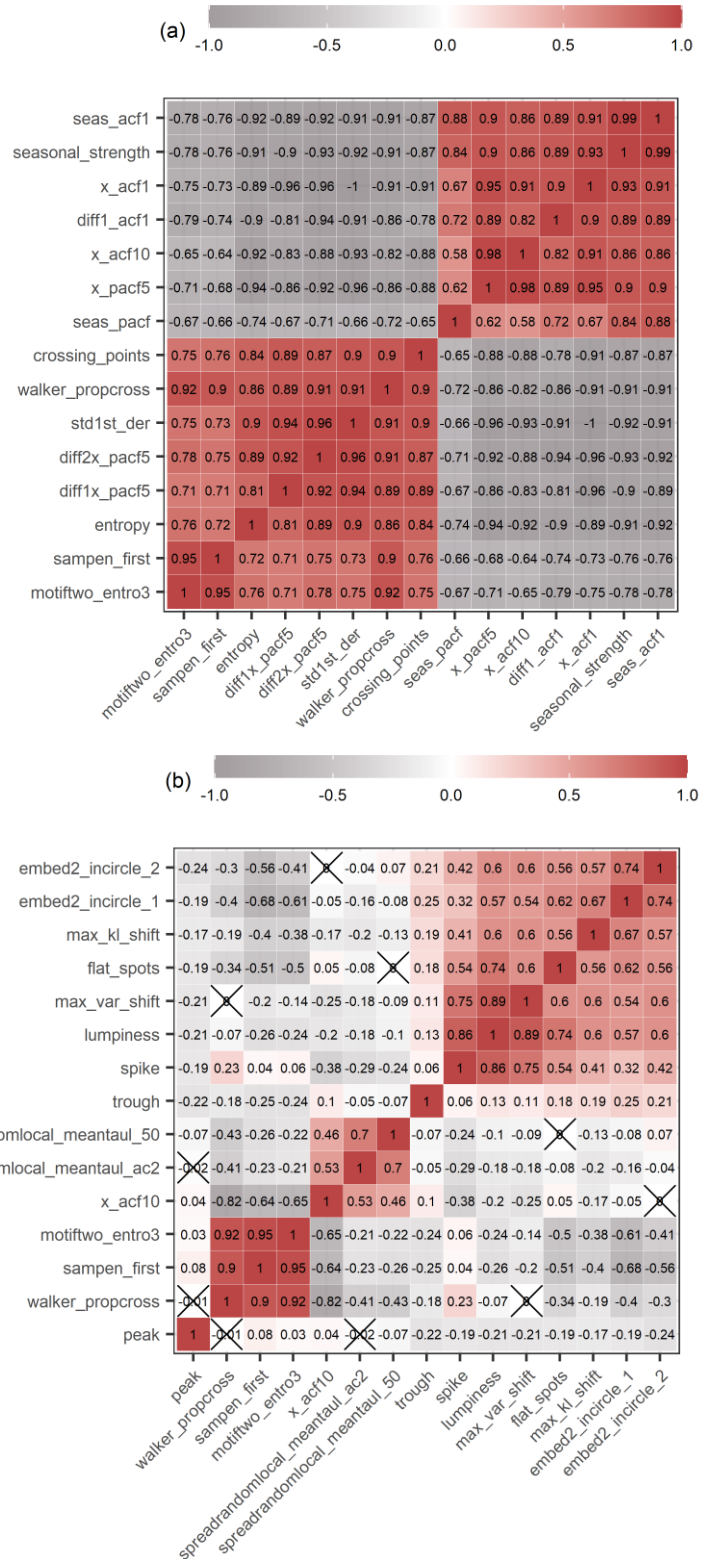 (a)
-1.0 -0.5 0.0 0.5 1.0
seas_acf1 -0.78 -0.76 -0.92 -0.89 -0.92 -0.91 -0.91 -0.87 0.88 0.9 0.86 0.89 0.91 0.99 1
seasonal_strength -0.78 -0.76 -0.91 -0.9 -0.93 -0.92 -0.91 -0.87 0.84 0.9 0.86 0.89 0.93 1 0.99
x_acf1 -0.75 -0.73 -0.89 -0.96 -0.96 -1 -0.91 -0.91 0.67 0.95 0.91 0.9 1 0.93 0.91
diff1_acf1 -0.79 -0.74 -0.9 -0.81 -0.94 -0.91 -0.86 -0.78 0.72 0.89 0.82 1 0.9 0.89 0.89
x_acf10 -0.65 -0.64 -0.92 -0.83 -0.88 -0.93 -0.82 -0.88 0.58 0.98 1 0.82 0.91 0.86 0.86
x_pacf5 -0.71 -0.68 -0.94 -0.86 -0.92 -0.96 -0.86 -0.88 0.62 1 0.98 0.89 0.95 0.9 0.9
seas_pacf -0.67 -0.66 -0.74 -0.67 -0.71 -0.66 -0.72 -0.65 1 0.62 0.58 0.72 0.67 0.84 0.88
crossing_points 0.75 0.76 0.84 0.89 0.87 0.9 0.9 1 -0.65 -0.88 -0.88 -0.78 -0.91 -0.87 -0.87
walker_propcross 0.92 0.9 0.86 0.89 0.91 0.91 1 0.9 -0.72 -0.86 -0.82 -0.86 -0.91 -0.91 -0.91
std1st_der 0.75 0.73 0.9 0.94 0.96 1 0.91 0.9 -0.66 -0.96 -0.93 -0.91 -1 -0.92 -0.91
diff2x_pacf5 0.78 0.75 0.89 0.92 1 0.96 0.91 0.87 -0.71 -0.92 -0.88 -0.94 -0.96 -0.93 -0.92
diff1x_pacf5 0.71 0.71 0.81 1 0.92 0.94 0.89 0.89 -0.67 -0.86 -0.83 -0.81 -0.96 -0.9 -0.89
entropy 0.76 0.72 1 0.81 0.89 0.9 0.86 0.84 -0.74 -0.94 -0.92 -0.9 -0.89 -0.91 -0.92
sampen_first 0.95 1 0.72 0.71 0.75 0.73 0.9 0.76 -0.66 -0.68 -0.64 -0.74 -0.73 -0.76 -0.76
motiftwo_entro3 1 0.95 0.76 0.71 0.78 0.75 0.92 0.75 -0.67 -0.71 -0.65 -0.79 -0.75 -0.78 -0.78
motiftwo_entro3
sampen_first
entropy
diff1x_pacf5
diff2x_pacf5
std1st_der
walker_propcross
crossing_points
seas_pacf
x_pacf5
x_acf10
diff1_acf1
x_acf1
seasonal_strength
seas_acf1
(b)
-1.0 -0.5 0.0 0.5 1.0
embed2_incircle_2 -0.24 -0.3 -0.56 -0.41 0 -0.04 0.07 0.21 0.42 0.6 0.6 0.56 0.57 0.74 1
embed2_incircle_1 -0.19 -0.4 -0.68 -0.61 -0.05 -0.16 -0.08 0.25 0.32 0.57 0.54 0.62 0.67 1 0.74
max_kl_shift -0.17 -0.19 -0.4 -0.38 -0.17 -0.2 -0.13 0.19 0.41 0.6 0.6 0.56 1 0.67 0.57
flat_spots -0.19 -0.34 -0.51 -0.5 0.05 -0.08 0 0.18 0.54 0.74 0.6 1 0.56 0.62 0.56
max_var_shift -0.21 0 -0.2 -0.14 -0.25 -0.18 -0.09 0.11 0.75 0.89 1 0.6 0.6 0.54 0.6
lumpiness -0.21 -0.07 -0.26 -0.24 -0.2 -0.18 -0.1 0.13 0.86 1 0.89 0.74 0.6 0.57 0.6
spike -0.19 0.23 0.04 0.06 -0.38 -0.29 -0.24 0.06 1 0.86 0.75 0.54 0.41 0.32 0.42
trough -0.22 -0.18 -0.25 -0.24 0.1 -0.05 -0.07 1 0.06 0.13 0.11 0.18 0.19 0.25 0.21
omlocal_meantaul_50 -0.07 -0.43 -0.26 -0.22 0.46 0.7 1 -0.07 -0.24 -0.1 -0.09 0 -0.13 -0.08 0.07
omlocal_meantaul_ac2 -0.02 -0.41 -0.23 -0.21 0.53 1 0.7 -0.05 -0.29 -0.18 -0.18 -0.08 -0.2 -0.16 -0.04
x_acf10 0.04 -0.82 -0.64 -0.65 1 0.53 0.46 0.1 -0.38 -0.2 -0.25 0.05 -0.17 -0.05 0
motiftwo_entro3 0.03 0.92 0.95 1 -0.65 -0.21 -0.22 -0.24 0.06 -0.24 -0.14 -0.5 -0.38 -0.61 -0.41
sampen_first 0.08 0.9 1 0.95 -0.64 -0.23 -0.26 -0.25 0.04 -0.26 -0.2 -0.51 -0.4 -0.68 -0.56
walker_propcross -0.01 1 0.9 0.92 -0.82 -0.41 -0.43 -0.18 0.23 -0.07 0 -0.34 -0.19 -0.4 -0.3
peak 1 -0.01 0.08 0.03 0.04 -0.02 -0.07 -0.22 -0.19 -0.21 -0.21 -0.19 -0.17 -0.19 -0.24
peak
walker_propcross
sampen_first
motiftwo_entro3
x_acf10
spreadrandomlocal_meantaul_ac2
spreadrandomlocal_meantaul_50
trough
spike
lumpiness
max_var_shift
flat_spots
max_kl_shift
embed2_incircle_1
embed2_incircle_2